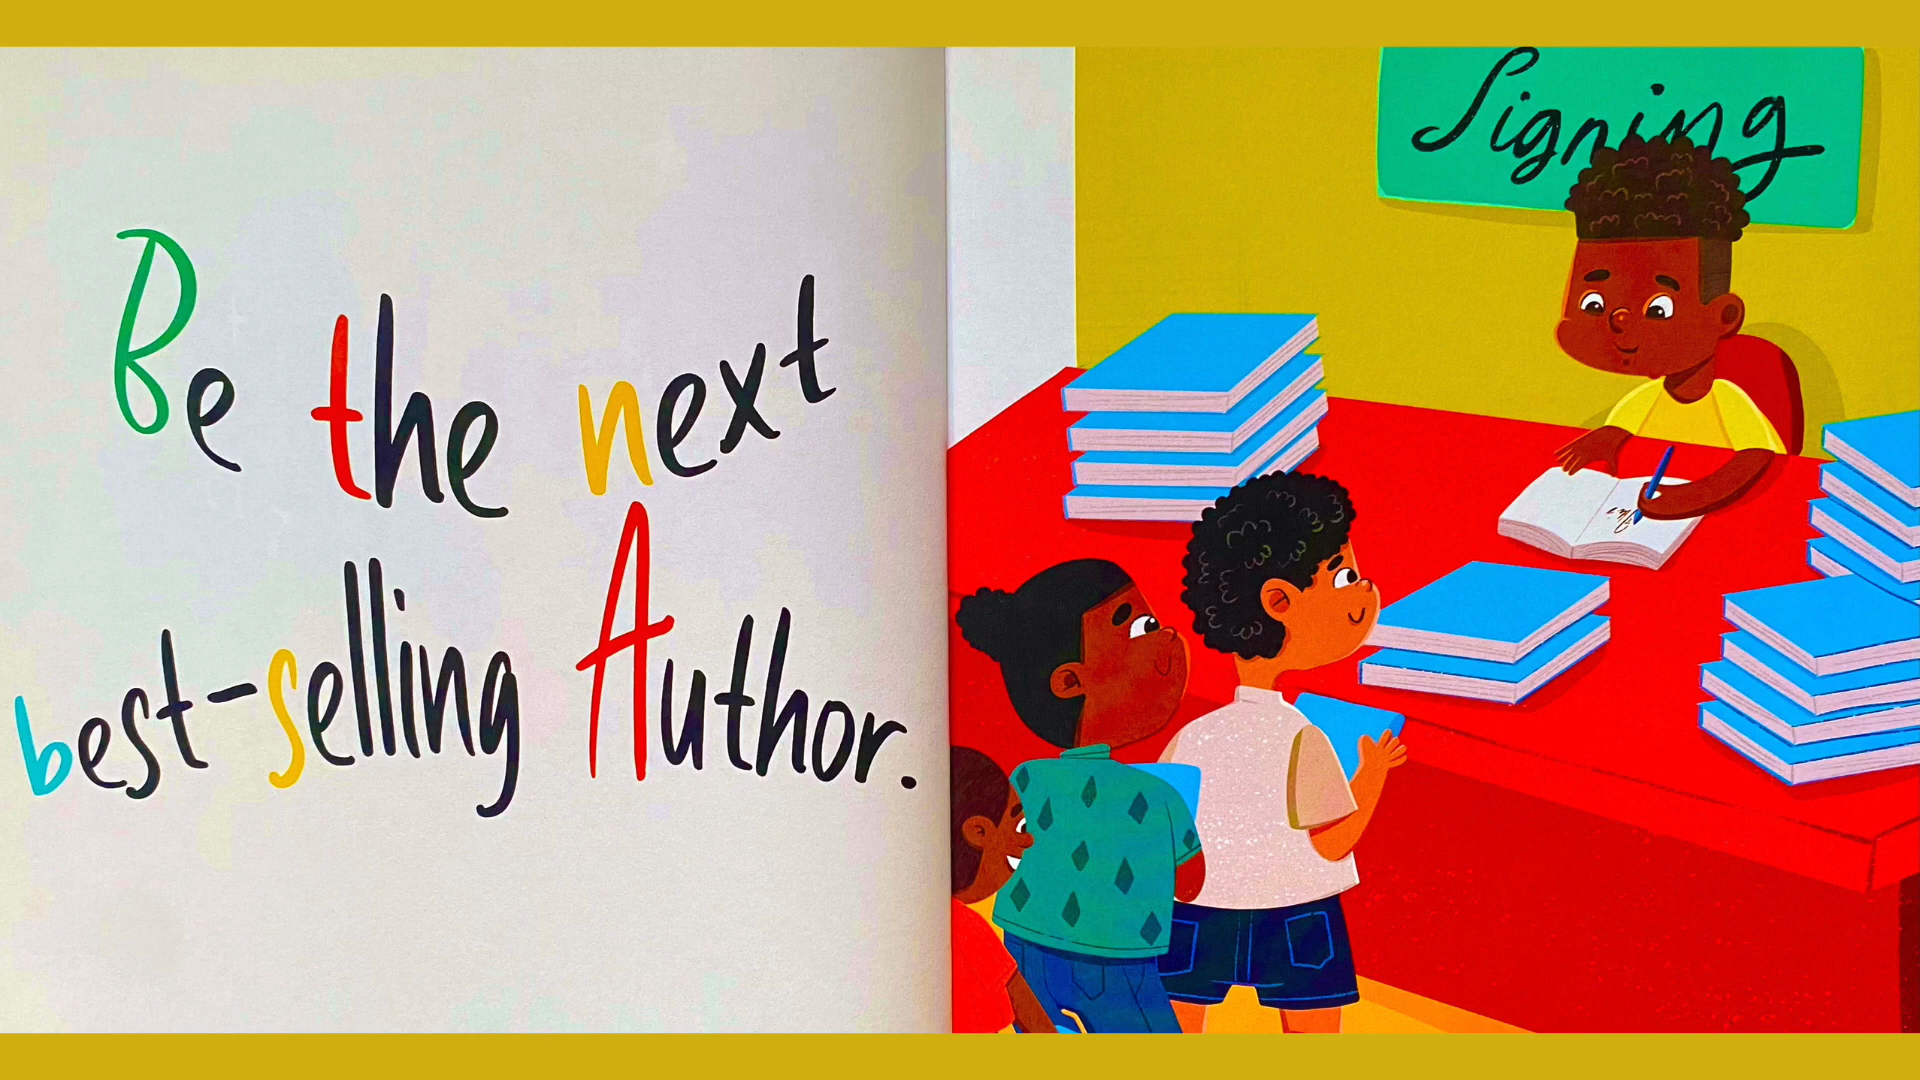 Be the next
best-selling Author.
Signing